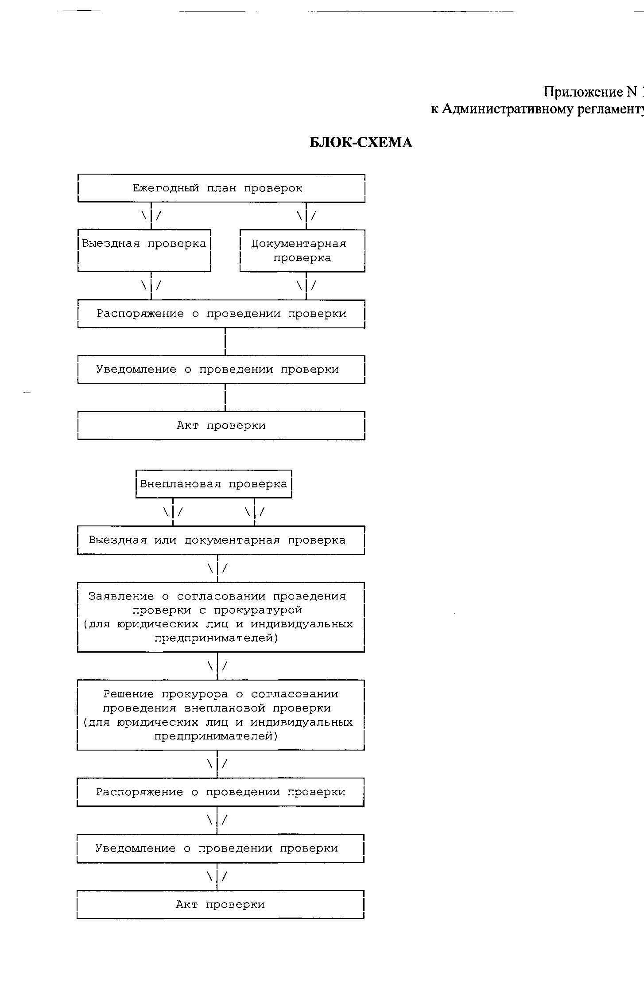 Приложение N
к Административному регламенту
БЛОК-СХЕМА
Ежегодный план проверок
Выездная проверка
Документарная
проверка
Распоряжение о проведении проверки
Уведомление о проведении проверки
Акт проверки
Внеплановая проверка
Выездная или документарная проверка
Заявление о согласовании проведения
проверки с прокуратурой
(для юридических лиц и индивидуальных
предпринимателей)
Решение прокурора о согласовании
проведения внеплановой проверки
(для юридических лиц и индивидуальных
предпринимателей)
Распоряжение о проведении проверки
Уведомление о проведении проверки
Акт проверки